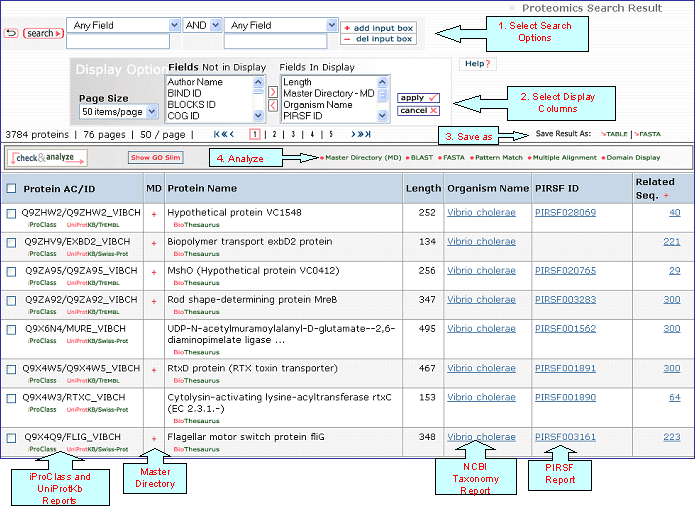 Proteomics Search Result
search
Any Field AND Any Field
+ add input box
− del input box
1. Select Search Options
Display Option
Fields Not in Display Fields In Display
Help?
Author Name
BIND ID
BLOCKS ID
COG ID
Length
Master Directory - MD
Organism Name
PIRSF ID
Page Size
50 items/page
apply
cancel
2. Select Display Columns
3784 proteins | 76 pages | 50 / page | 1 | 2 | 3 | 4 | 5 |
3. Save as
Save Result As: TABLE | FASTA
check&analyze
Show GO Slim
4. Analyze
Master Directory (MD) BLAST FASTA Pattern Match Multiple Alignment Domain Display
Protein AC/ID MD Protein Name Length Organism Name PIRSF ID Related Seq. +
Q9ZHW2/Q9ZHW2_VIBCH + Hypothetical protein VC1548 252 Vibrio cholerae PIRSF028069 40
iProClass UniProtKB/TrEMBL BioThesaurus
Q9ZHV9/EXBD2_VIBCH + Biopolymer transport exbD2 protein 134 Vibrio cholerae 221
iProClass UniProtKB/Swiss-Prot BioThesaurus
Q9ZA95/Q9ZA95_VIBCH + MshO (Hypothetical protein VC0412) 256 Vibrio cholerae PIRSF020765 29
iProClass UniProtKB/TrEMBL BioThesaurus
Q9ZA92/Q9ZA92_VIBCH + Rod shape-determining protein MreB 347 Vibrio cholerae PIRSF003283 300
iProClass UniProtKB/TrEMBL BioThesaurus
Q9X6N4/MURE_VIBCH UDP-N-acetylmuramoylalanyl-D-glutamate--2,6-diaminopimelate ligase ... 495 Vibrio cholerae PIRSF001562 300
iProClass UniProtKB/Swiss-Prot BioThesaurus
Q9X4W5/Q9X4W5_VIBCH + RtxD protein (RTX toxin transporter) 467 Vibrio cholerae PIRSF001891 300
iProClass UniProtKB/TrEMBL BioThesaurus
Q9X4W3/RTXC_VIBCH Cytolysin-activating lysine-acyltransferase rtxC (EC 2.3.1.-) 153 Vibrio cholerae PIRSF001890 64
iProClass UniProtKB/Swiss-Prot BioThesaurus
Q9X4Q9/FLIG_VIBCH + Flagellar motor switch protein fliG 348 Vibrio cholerae PIRSF003161 223
iProClass UniProtKB/Swiss-Prot BioThesaurus
iProClass and UniProtKb Reports
Master Directory
NCBI Taxonomy Report
PIRSF Report